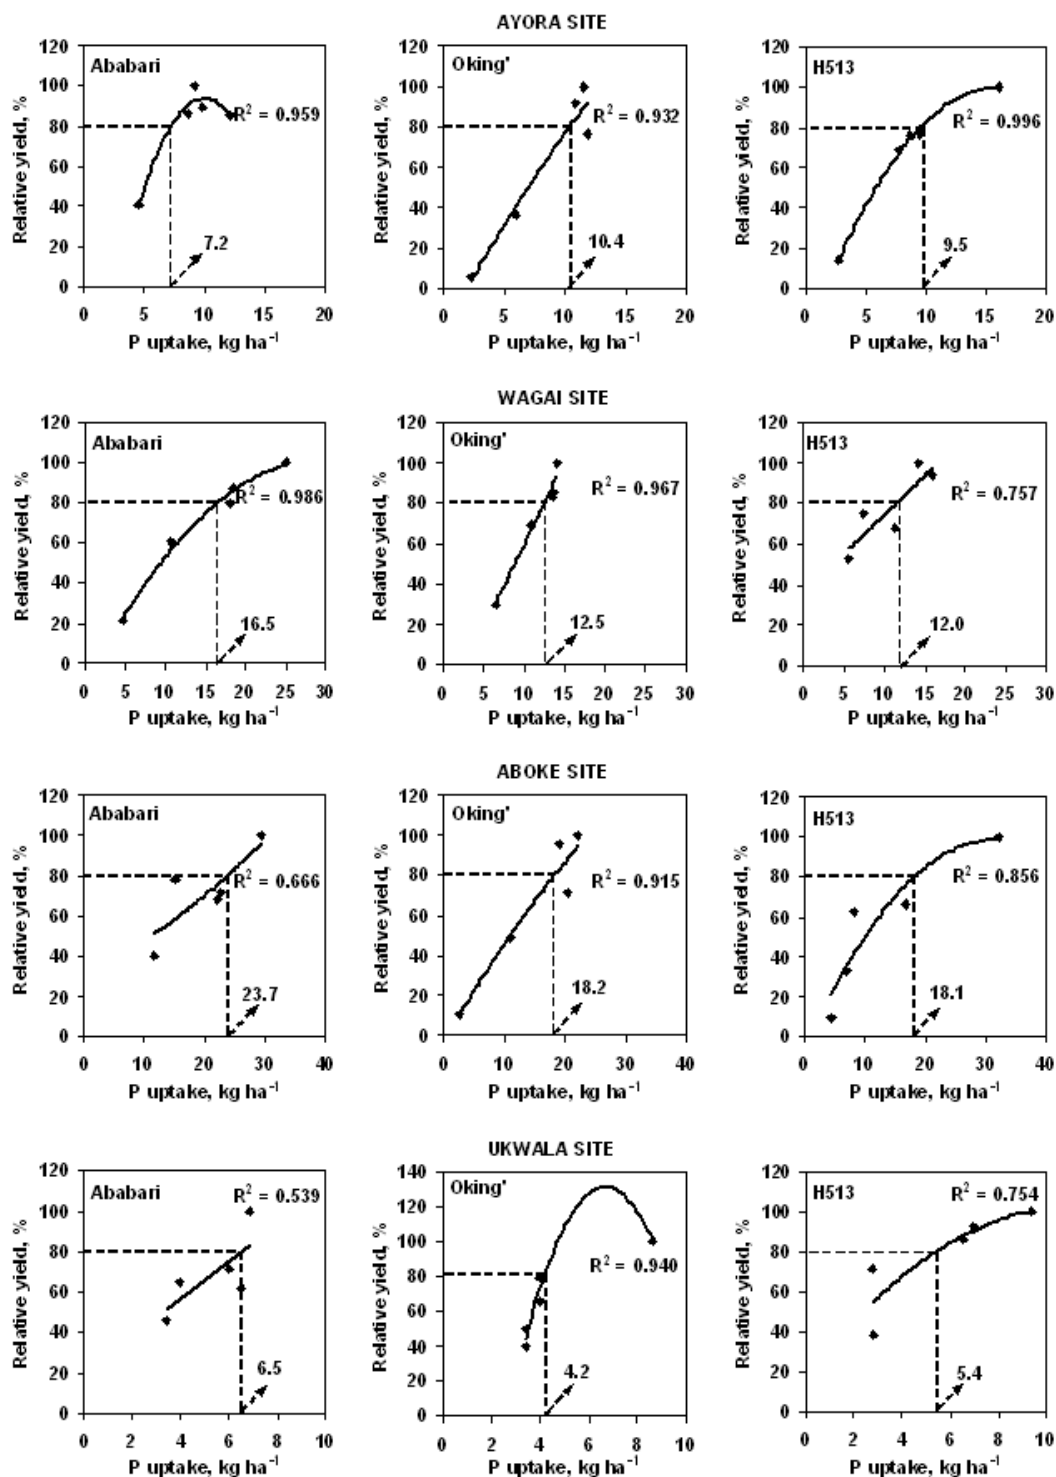 AYORA SITE
Ababari
Oking'
H513
Relative yield, %
120
100
80
60
40
20
0
R² = 0.959
7.2
0 5 10 15 20
P uptake, kg ha⁻¹
Relative yield, %
120
100
80
60
40
20
0
R² = 0.932
10.4
0 5 10 15 20
P uptake, kg ha⁻¹
Relative yield, %
120
100
80
60
40
20
0
R² = 0.996
9.5
0 5 10 15 20
P uptake, kg ha⁻¹
WAGAI SITE
Ababari
Oking'
H513
Relative yield, %
120
100
80
60
40
20
0
R² = 0.986
16.5
0 5 10 15 20 25 30
P uptake, kg ha⁻¹
Relative yield, %
120
100
80
60
40
20
0
R² = 0.967
12.5
0 5 10 15 20 25 30
P uptake, kg ha⁻¹
Relative yield, %
120
100
80
60
40
20
0
R² = 0.757
12.0
0 5 10 15 20 25 30
P uptake, kg ha⁻¹
ABOKE SITE
Ababari
Oking'
H513
Relative yield, %
120
100
80
60
40
20
0
R² = 0.666
23.7
0 10 20 30 40
P uptake, kg ha⁻¹
Relative yield, %
120
100
80
60
40
20
0
R² = 0.915
18.2
0 10 20 30 40
P uptake, kg ha⁻¹
Relative yield, %
120
100
80
60
40
20
0
R² = 0.856
18.1
0 10 20 30 40
P uptake, kg ha⁻¹
UKWALA SITE
Ababari
Oking'
H513
Relative yield, %
120
100
80
60
40
20
0
R² = 0.539
6.5
0 2 4 6 8 10
P uptake, kg ha⁻¹
Relative yield, %
140
120
100
80
60
40
20
0
R² = 0.940
4.2
0 2 4 6 8 10
P uptake, kg ha⁻¹
Relative yield, %
120
100
80
60
40
20
0
R² = 0.754
5.4
0 2 4 6 8 10
P uptake, kg ha⁻¹